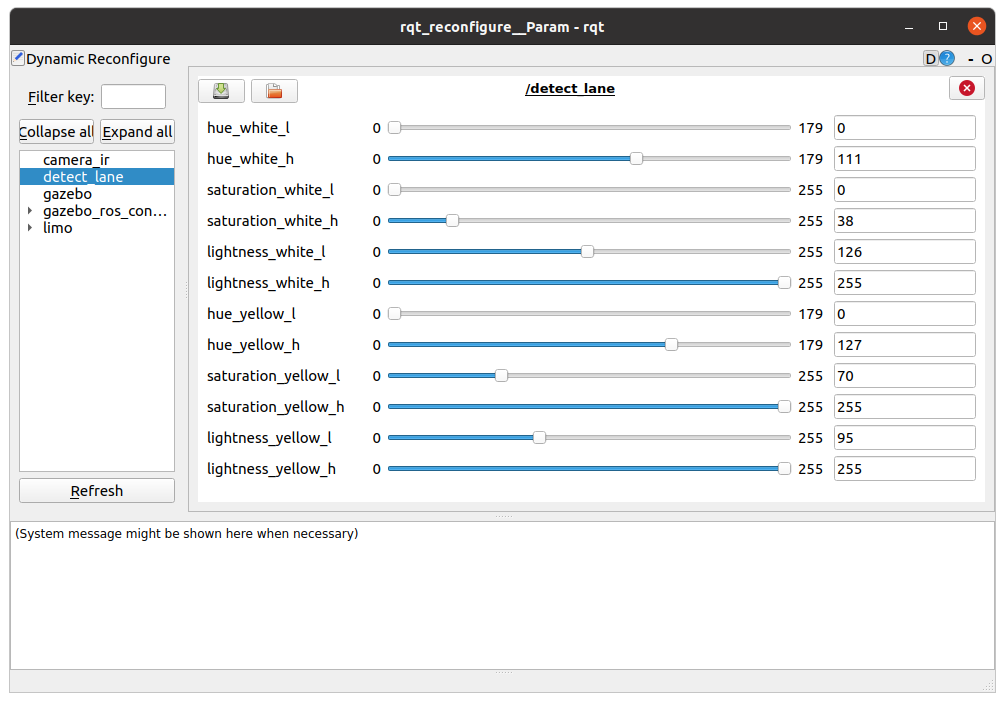 rqt_reconfigure__Param - rqt
Dynamic Reconfigure
D ? - O
Filter key:
Collapse all Expand all
camera_ir
detect_lane
gazebo
gazebo_ros_con...
limo
Refresh
/detect_lane
hue_white_l 0 179 0
hue_white_h 0 179 111
saturation_white_l 0 255 0
saturation_white_h 0 255 38
lightness_white_l 0 255 126
lightness_white_h 0 255 255
hue_yellow_l 0 179 0
hue_yellow_h 0 179 127
saturation_yellow_l 0 255 70
saturation_yellow_h 0 255 255
lightness_yellow_l 0 255 95
lightness_yellow_h 0 255 255
(System message might be shown here when necessary)